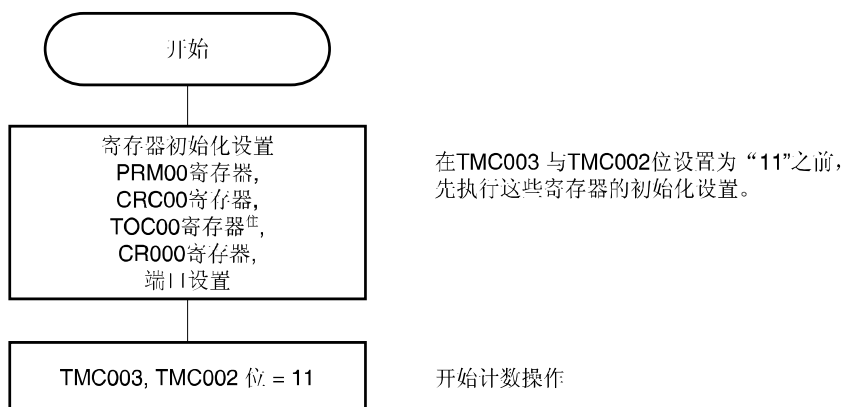 开始
寄存器初始化设置
PRM00寄存器,
CRC00寄存器,
TOC00寄存器注,
CR000寄存器,
端口设置
在TMC003 与TMC002位设置为“11”之前，
先执行这些寄存器的初始化设置。
TMC003, TMC002 位 = 11
开始计数操作